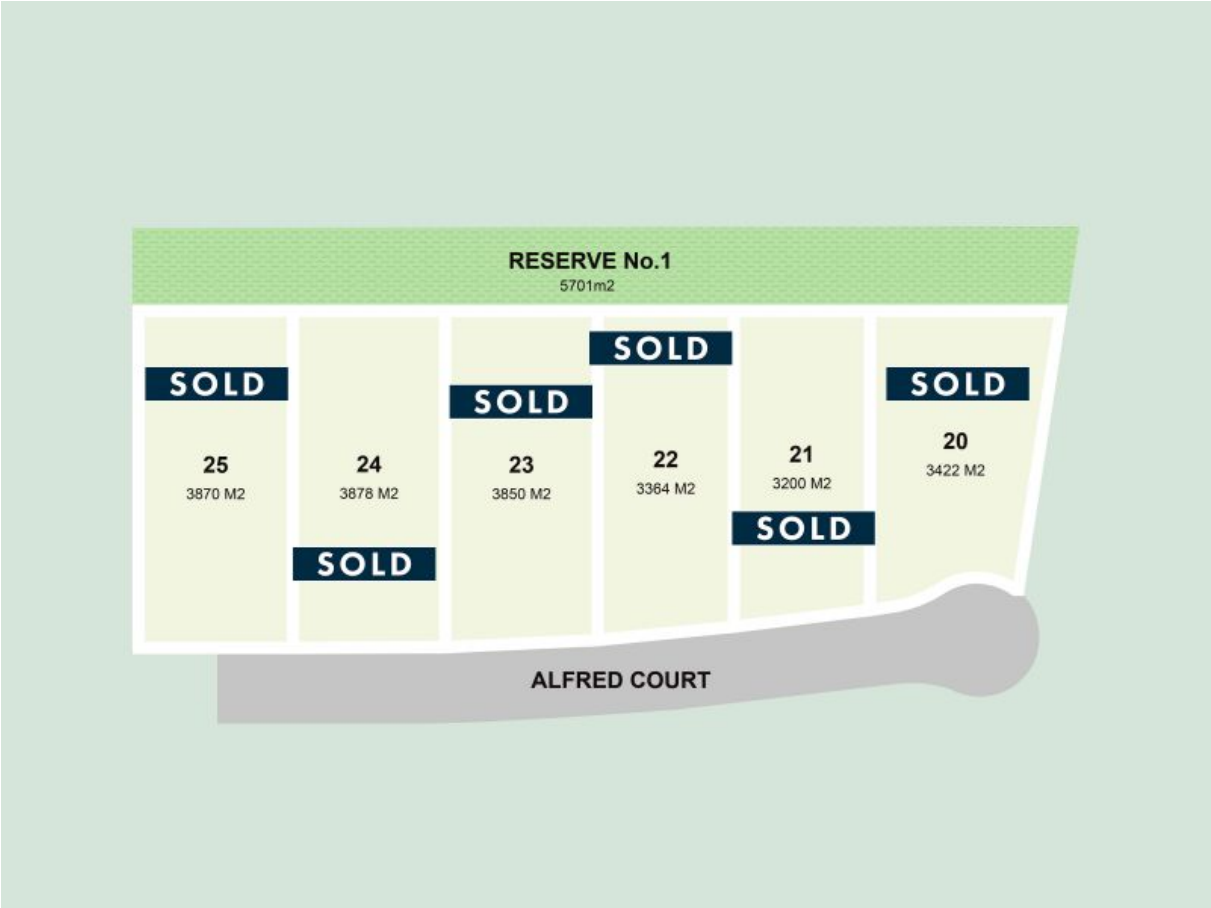 RESERVE No.1
5701m2
SOLD
25
3870 M2
24
3878 M2
SOLD
SOLD
23
3850 M2
SOLD
22
3364 M2
21
3200 M2
SOLD
SOLD
20
3422 M2
ALFRED COURT